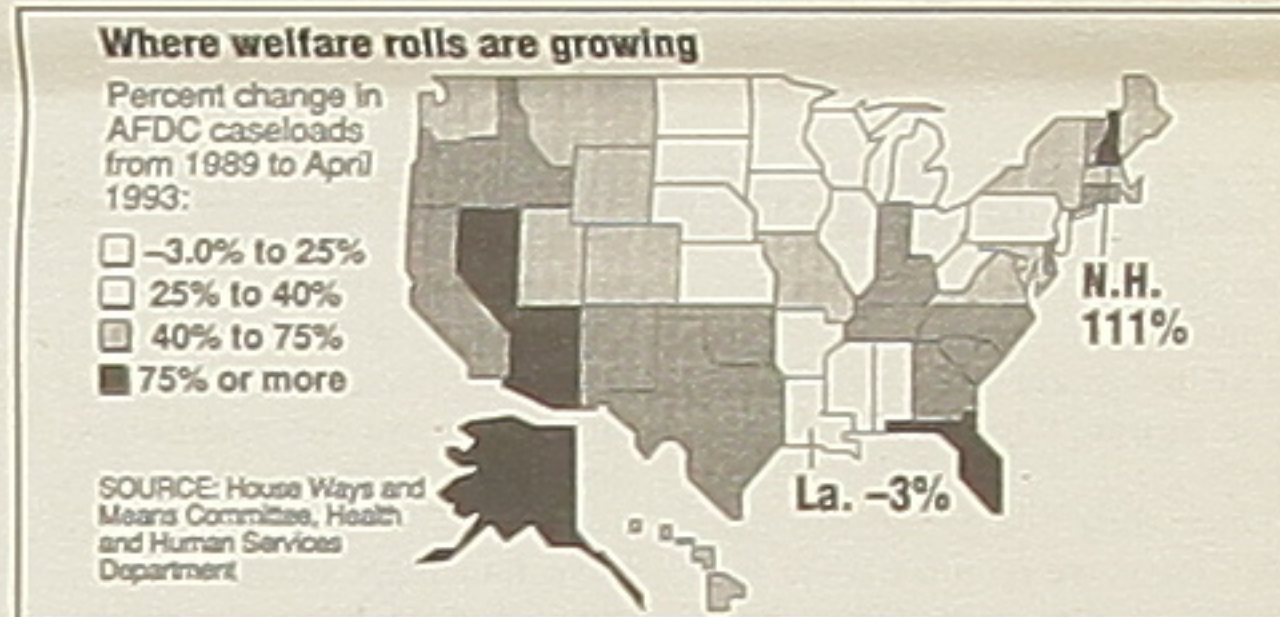 Where welfare rolls are growing
Percent change in
AFDC caseloads
from 1989 to April
1993:
–3.0% to 25%
25% to 40%
40% to 75%
75% or more
N.H.
111%
La. –3%
SOURCE: House Ways and
Means Committee, Health
and Human Services
Department